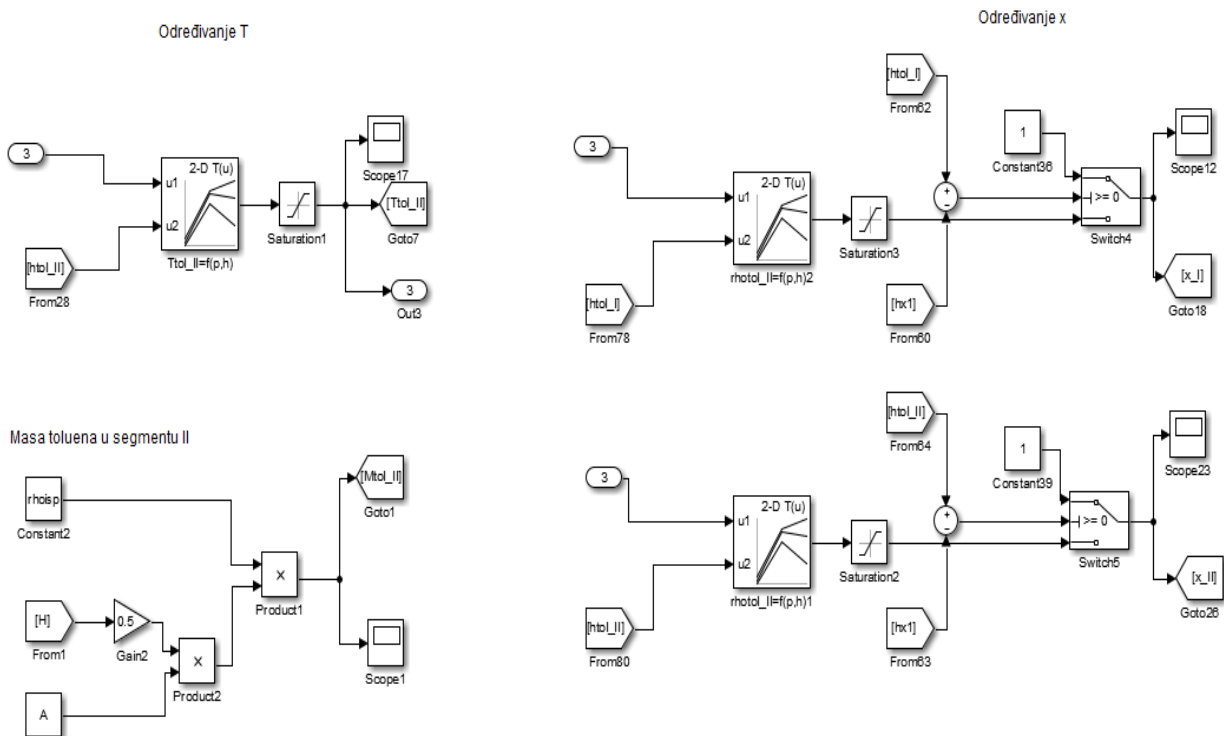 Određivanje T
3
[htol_II]
From28
2-D T(u)
u1
u2
Ttol_II=f(p,h)
Saturation1
Scope17
[Ttol_II]
Goto7
3
Out3
Masa toluena u segmentu II
rhoisp
Constant2
[H]
From1
0.5
Gain2
A
X
Product2
X
Product1
[Mtol_II]
Goto1
Scope1
Određivanje x
[htol_I]
From62
3
[htol_I]
From78
2-D T(u)
u1
u2
rhotol_II=f(p,h)2
Saturation3
+
−
[hx1]
From60
1
Constant36
>= 0
Switch4
Scope12
[x_I]
Goto18
[htol_II]
From64
3
[htol_II]
From80
2-D T(u)
u1
u2
rhotol_II=f(p,h)1
Saturation2
+
−
[hx1]
From63
1
Constant39
>= 0
Switch5
Scope23
[x_II]
Goto26